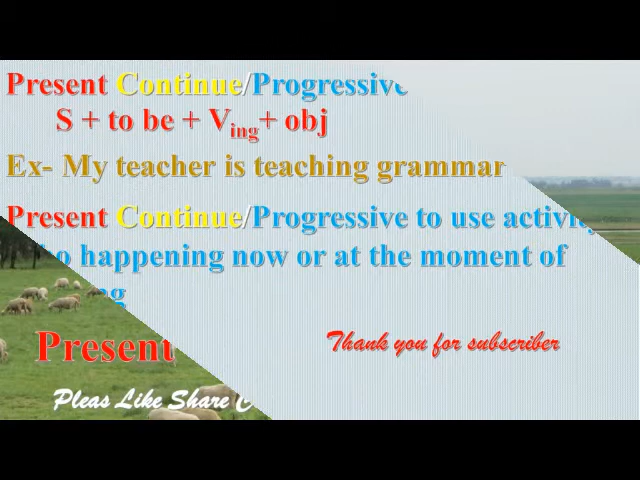 Present Continue/Progressive
S + to be + Ving + obj
Ex- My teacher is teaching grammar
Present Continue/Progressive to use activity
happening now or at the moment of
Present
Thank you for subscriber
Pleas Like Share